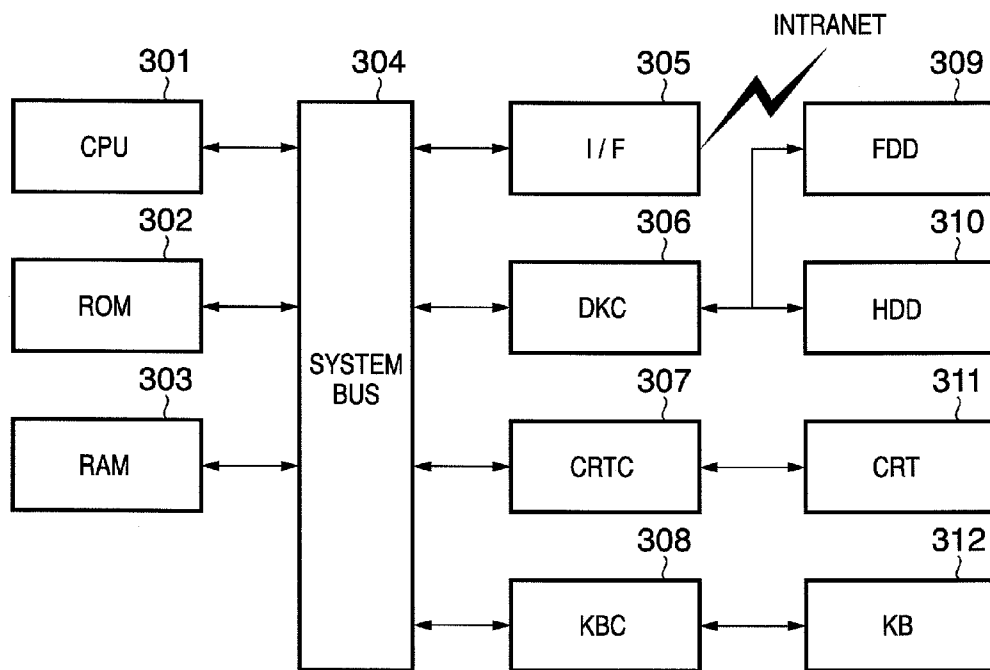 INTRANET
301
304
305
309
CPU
I / F
FDD
302
306
310
ROM
DKC
HDD
SYSTEM
BUS
303
307
311
RAM
CRTC
CRT
308
312
KBC
KB